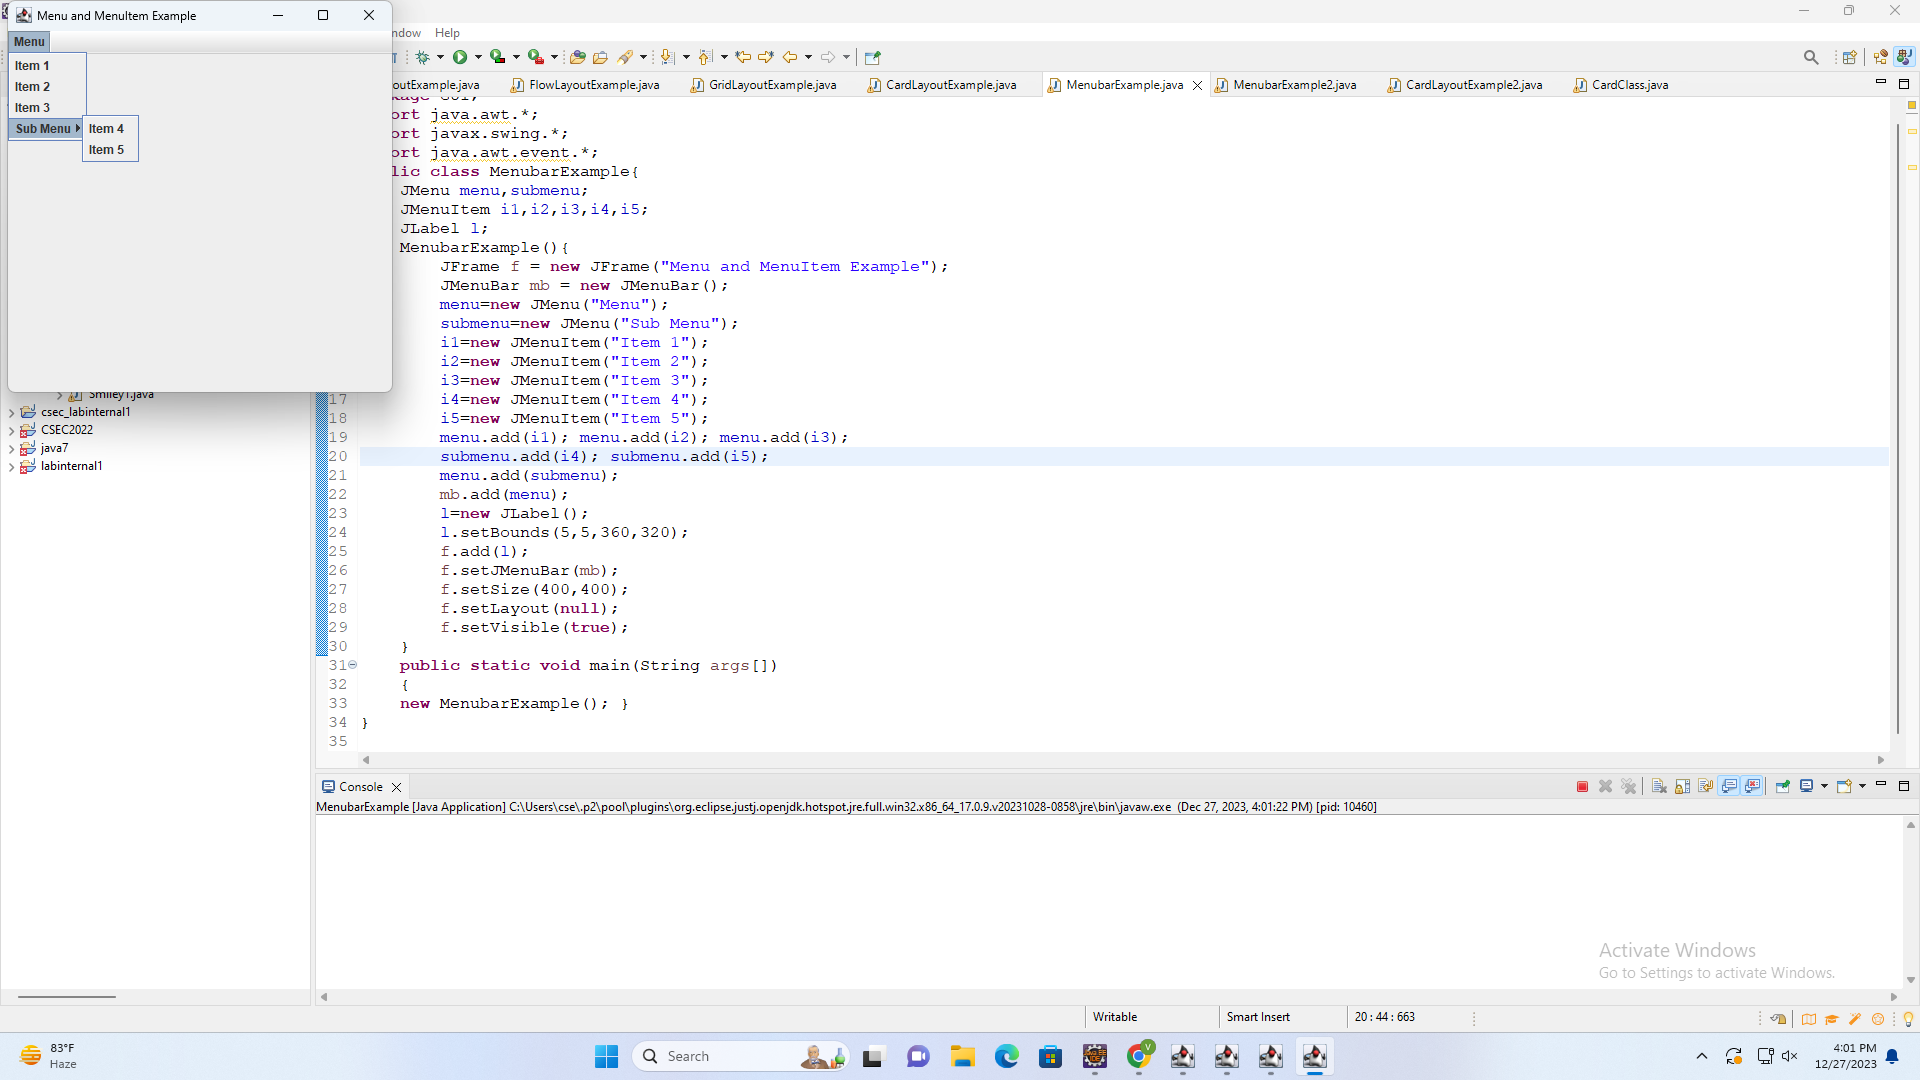 Menu and MenuItem Example
Menu
Item 1
Item 2
Item 3
Sub Menu
Item 4
Item 5
Help
outExample.java
FlowLayoutExample.java
GridLayoutExample.java
CardLayoutExample.java
MenubarExample.java
MenubarExample2.java
CardLayoutExample2.java
CardClass.java
ort java.awt.*;
ort javax.swing.*;
ort java.awt.event.*;
lic class MenubarExample{
JMenu menu,submenu;
JMenuItem i1,i2,i3,i4,i5;
JLabel l;
MenubarExample(){
JFrame f = new JFrame("Menu and MenuItem Example");
JMenuBar mb = new JMenuBar();
menu=new JMenu("Menu");
submenu=new JMenu("Sub Menu");
i1=new JMenuItem("Item 1");
i2=new JMenuItem("Item 2");
i3=new JMenuItem("Item 3");
17 i4=new JMenuItem("Item 4");
18 i5=new JMenuItem("Item 5");
19 menu.add(i1); menu.add(i2); menu.add(i3);
20 submenu.add(i4); submenu.add(i5);
21 menu.add(submenu);
22 mb.add(menu);
23 l=new JLabel();
24 l.setBounds(5,5,360,320);
25 f.add(l);
26 f.setJMenuBar(mb);
27 f.setSize(400,400);
28 f.setLayout(null);
29 f.setVisible(true);
30 }
31 public static void main(String args[])
32 {
33 new MenubarExample(); }
34 }
35
Smiley1.java
csec_labinternal1
CSEC2022
java7
labinternal1
Console
MenubarExample [Java Application] C:\Users\cse\.p2\pool\plugins\org.eclipse.justj.openjdk.hotspot.jre.full.win32.x86_64_17.0.9.v20231028-0858\jre\bin\javaw.exe (Dec 27, 2023, 4:01:22 PM) [pid: 10460]
Activate Windows
Go to Settings to activate Windows.
Writable
Smart Insert
20 : 44 : 663
83°F
Haze
Search
4:01 PM
12/27/2023